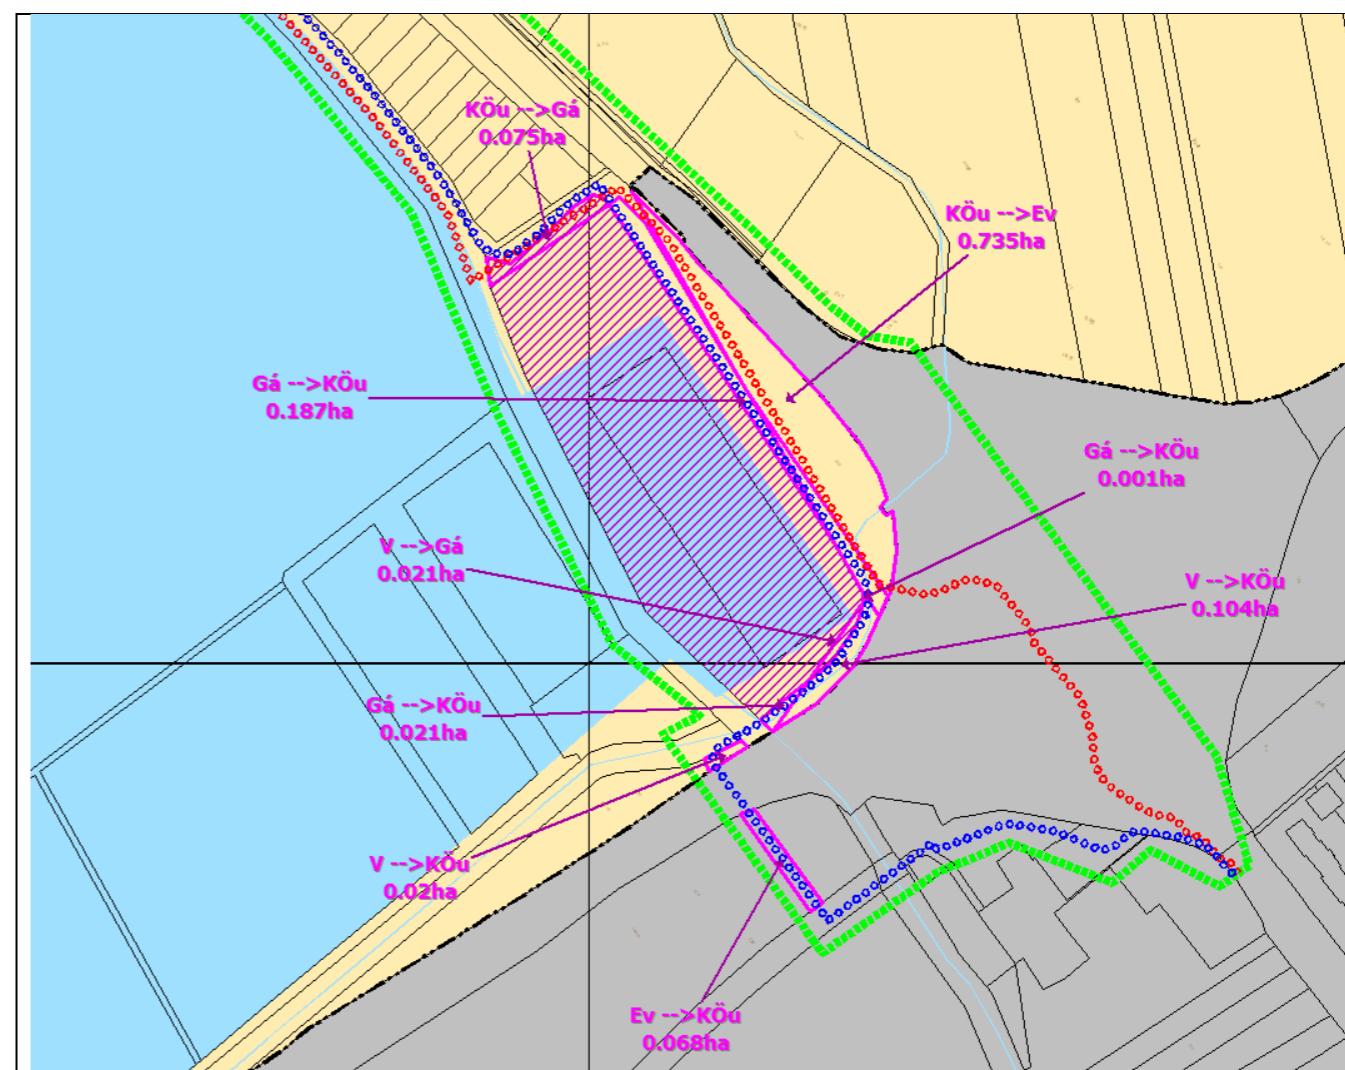 KÖu -->Gá
0.075ha
KÖu -->Ev
0.735ha
Gá -->KÖu
0.187ha
Gá -->KÖu
0.001ha
V -->Gá
0.021ha
V -->KÖu
0.104ha
Gá -->KÖu
0.021ha
V -->KÖu
0.02ha
Ev -->KÖu
0.068ha